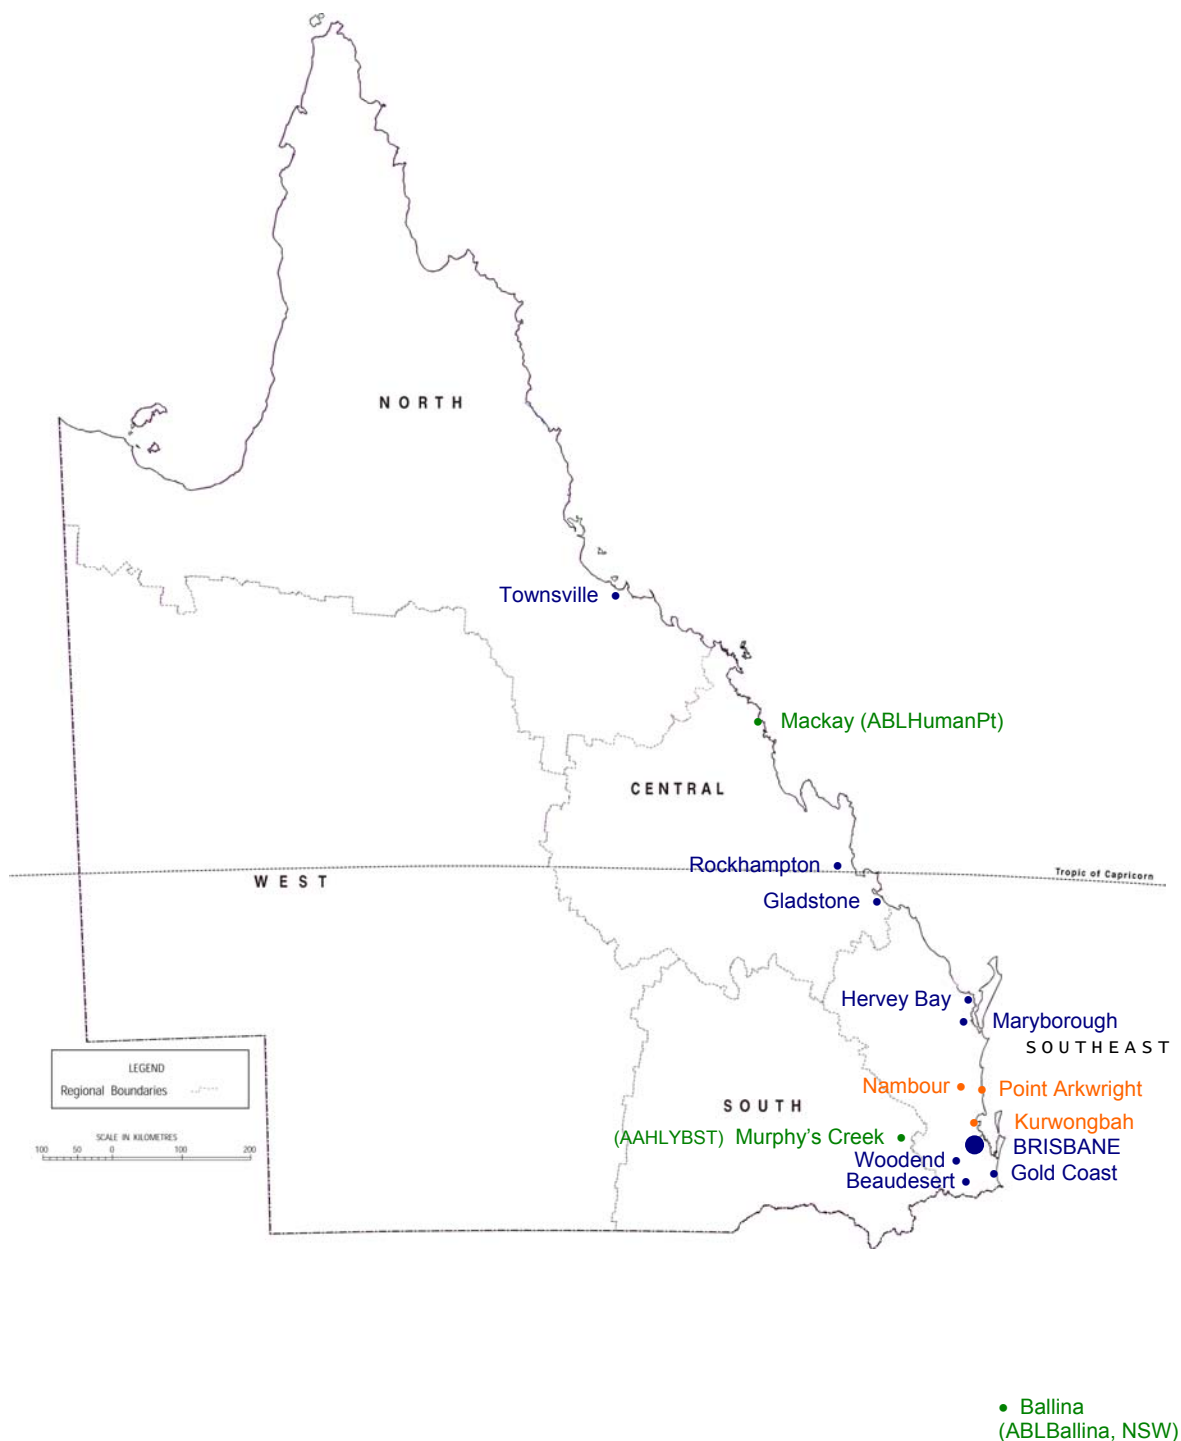 NORTH
Townsville
Mackay (ABLHumanPt)
CENTRAL
Rockhampton
Tropic of Capricorn
WEST
Gladstone
Hervey Bay
Maryborough
SOUTHEAST
LEGEND
Regional Boundaries
Nambour
Point Arkwright
SOUTH
Kurwongbah
SCALE IN KILOMETRES
100 50 0 100 200
(AAHLYBST) Murphy's Creek
BRISBANE
Woodend
Gold Coast
Beaudesert
Ballina
(ABLBallina, NSW)